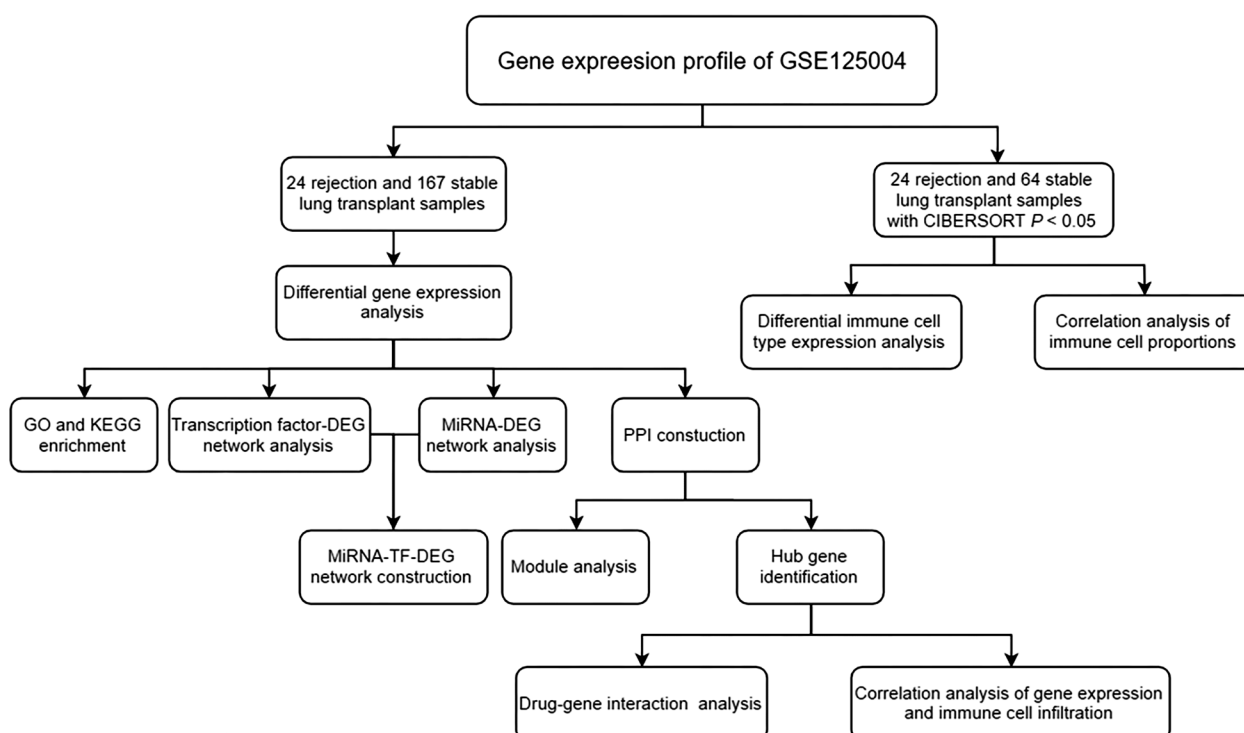 Gene expreesion profile of GSE125004
24 rejection and 167 stable
lung transplant samples
24 rejection and 64 stable
lung transplant samples
with CIBERSORT P < 0.05
Differential gene expression
analysis
Differential immune cell
type expression analysis
Correlation analysis of
immune cell proportions
GO and KEGG
enrichment
Transcription factor-DEG
network analysis
MiRNA-DEG
network analysis
PPI constuction
MiRNA-TF-DEG
network construction
Module analysis
Hub gene
identification
Drug-gene interaction analysis
Correlation analysis of gene expression
and immune cell infiltration